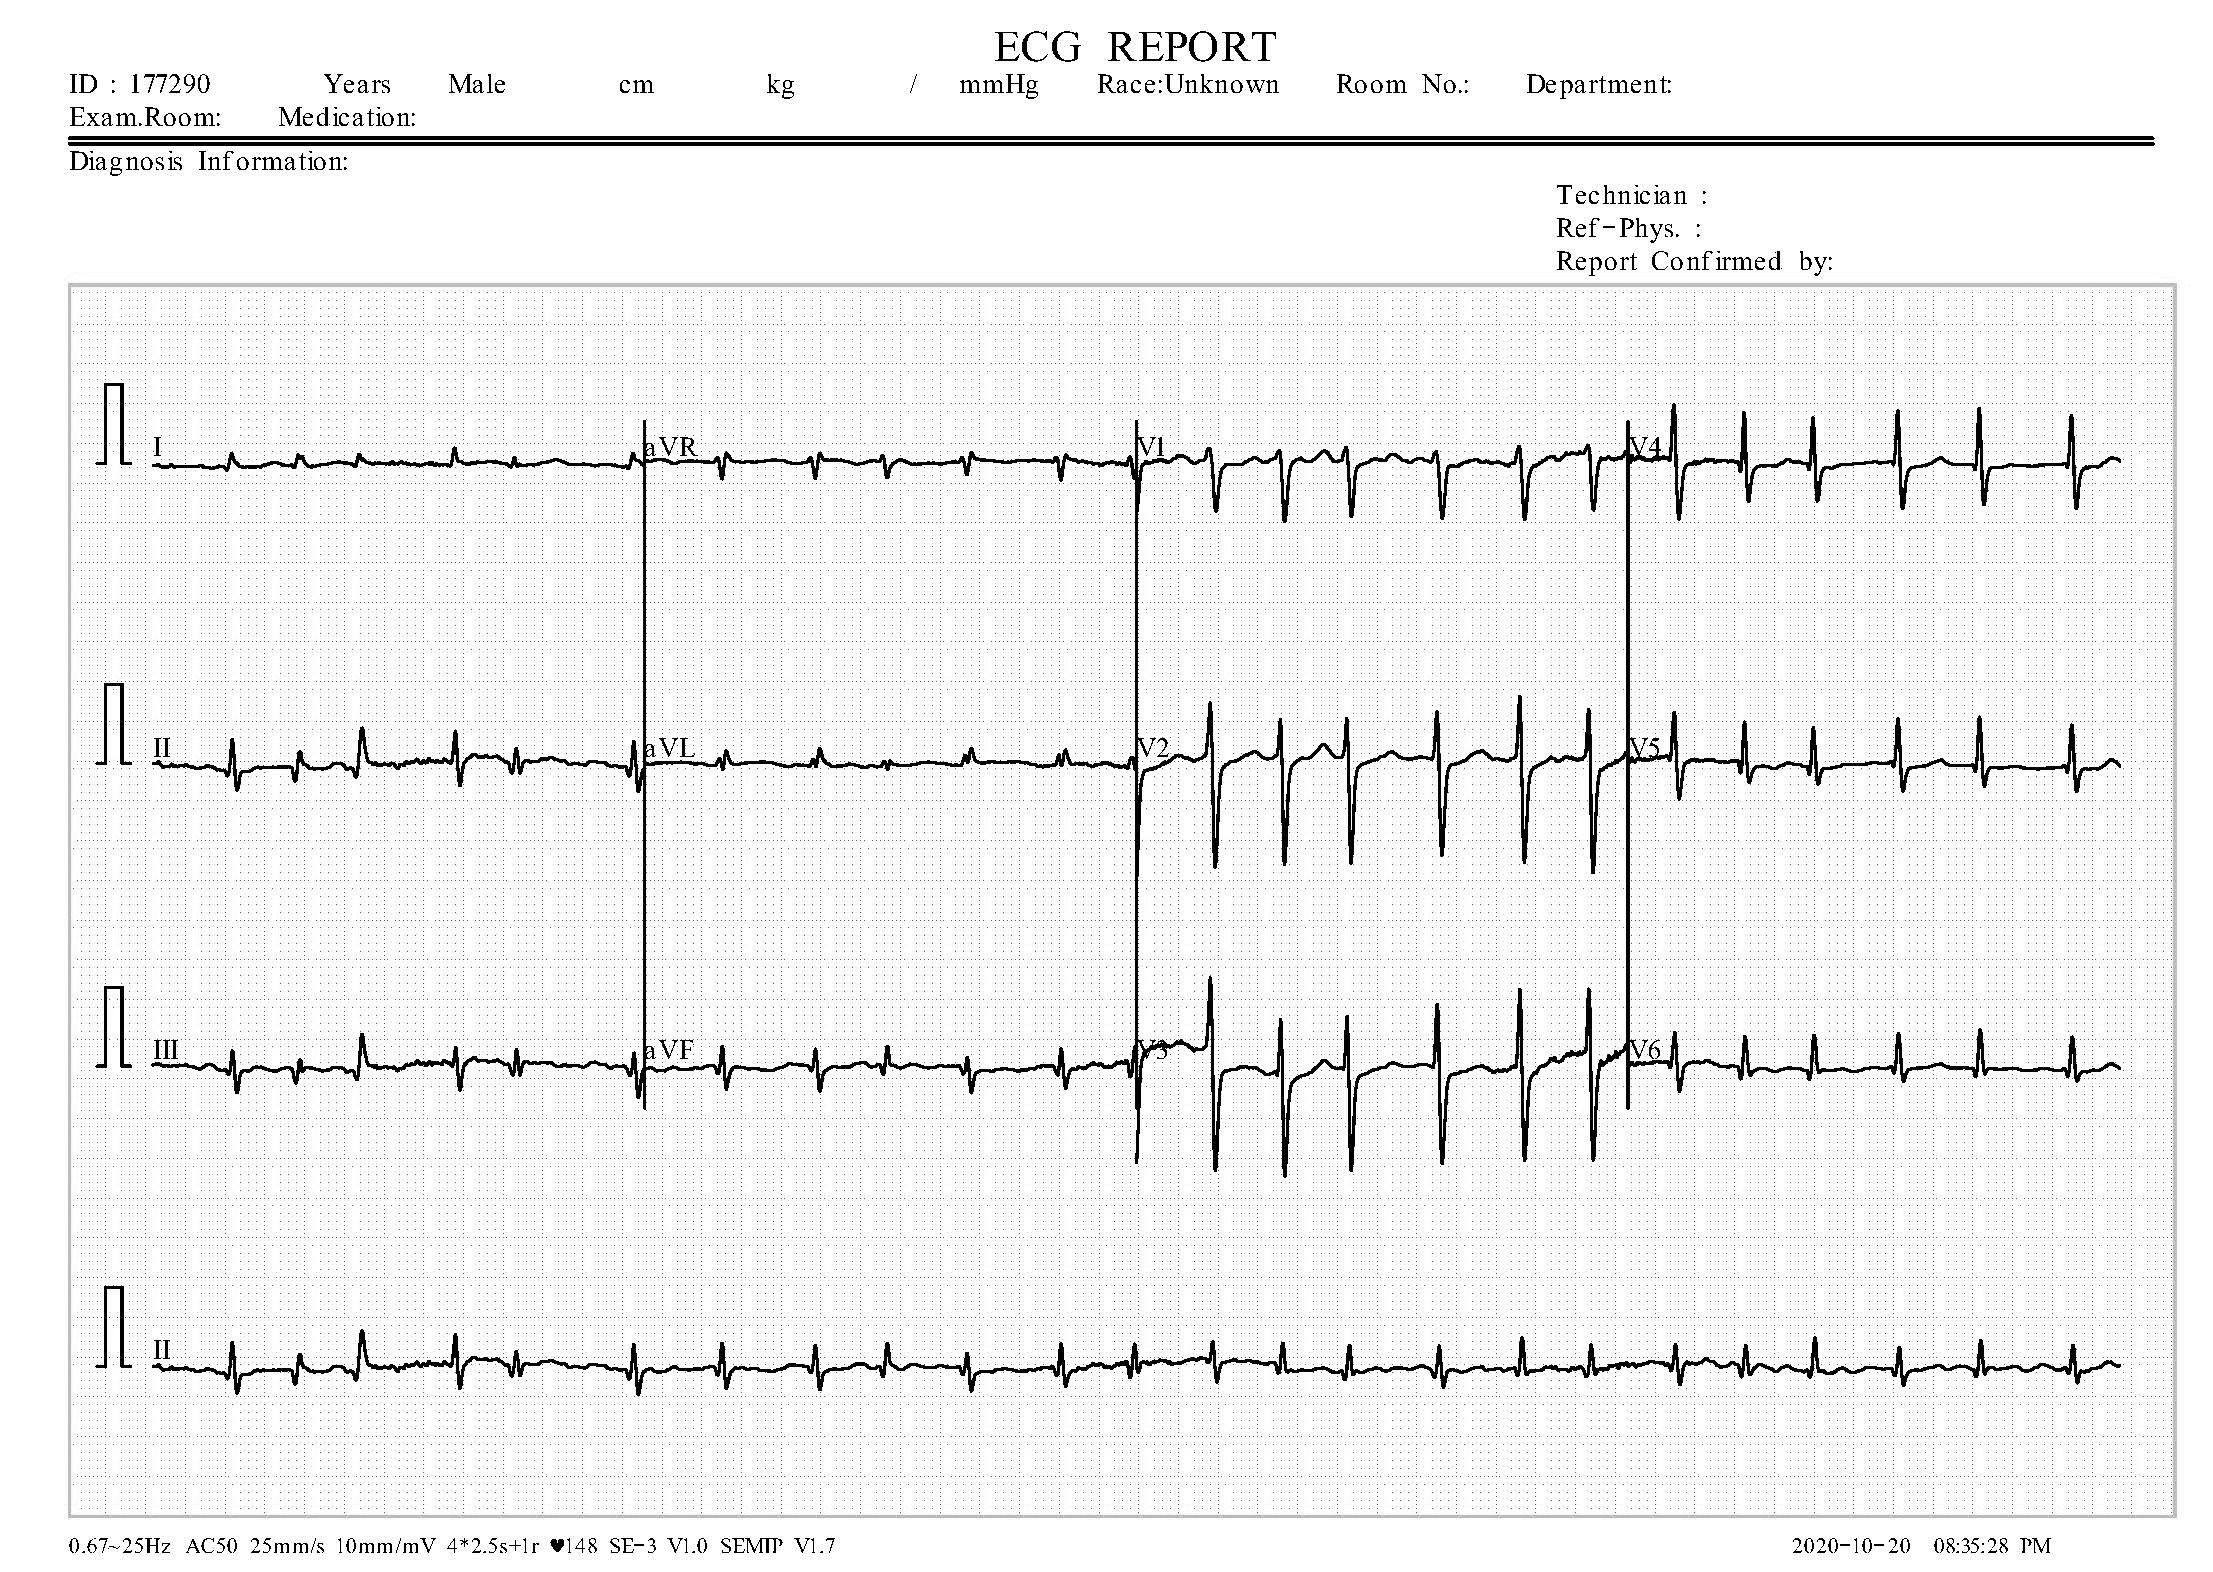 ECG REPORT
ID : 177290 Years Male cm kg / mmHg Race:Unknown Room No.: Department:
Exam.Room: Medication:
Diagnosis Information:
Technician :
Ref-Phys. :
Report Confirmed by:
I aVR V1 V4
II aVL V2 V5
III aVF V3 V6
II
0.67~25Hz AC50 25mm/s 10mm/mV 4*2.5s+1r ♥148 SE-3 V1.0 SEMIP V1.7 2020-10-20 08:35:28 PM